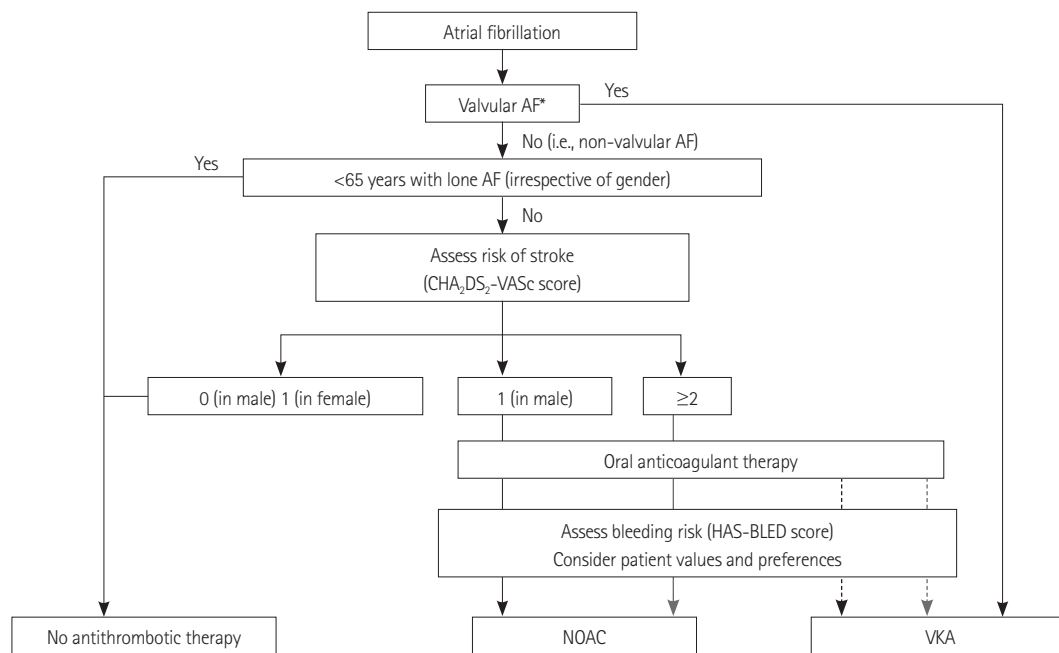 Atrial fibrillation
Valvular AF*
Yes
No (i.e., non-valvular AF)
Yes
<65 years with lone AF (irrespective of gender)
No
Assess risk of stroke
(CHA₂DS₂-VASc score)
0 (in male) 1 (in female)
1 (in male)
≥2
Oral anticoagulant therapy
Assess bleeding risk (HAS-BLED score)
Consider patient values and preferences
No antithrombotic therapy
NOAC
VKA